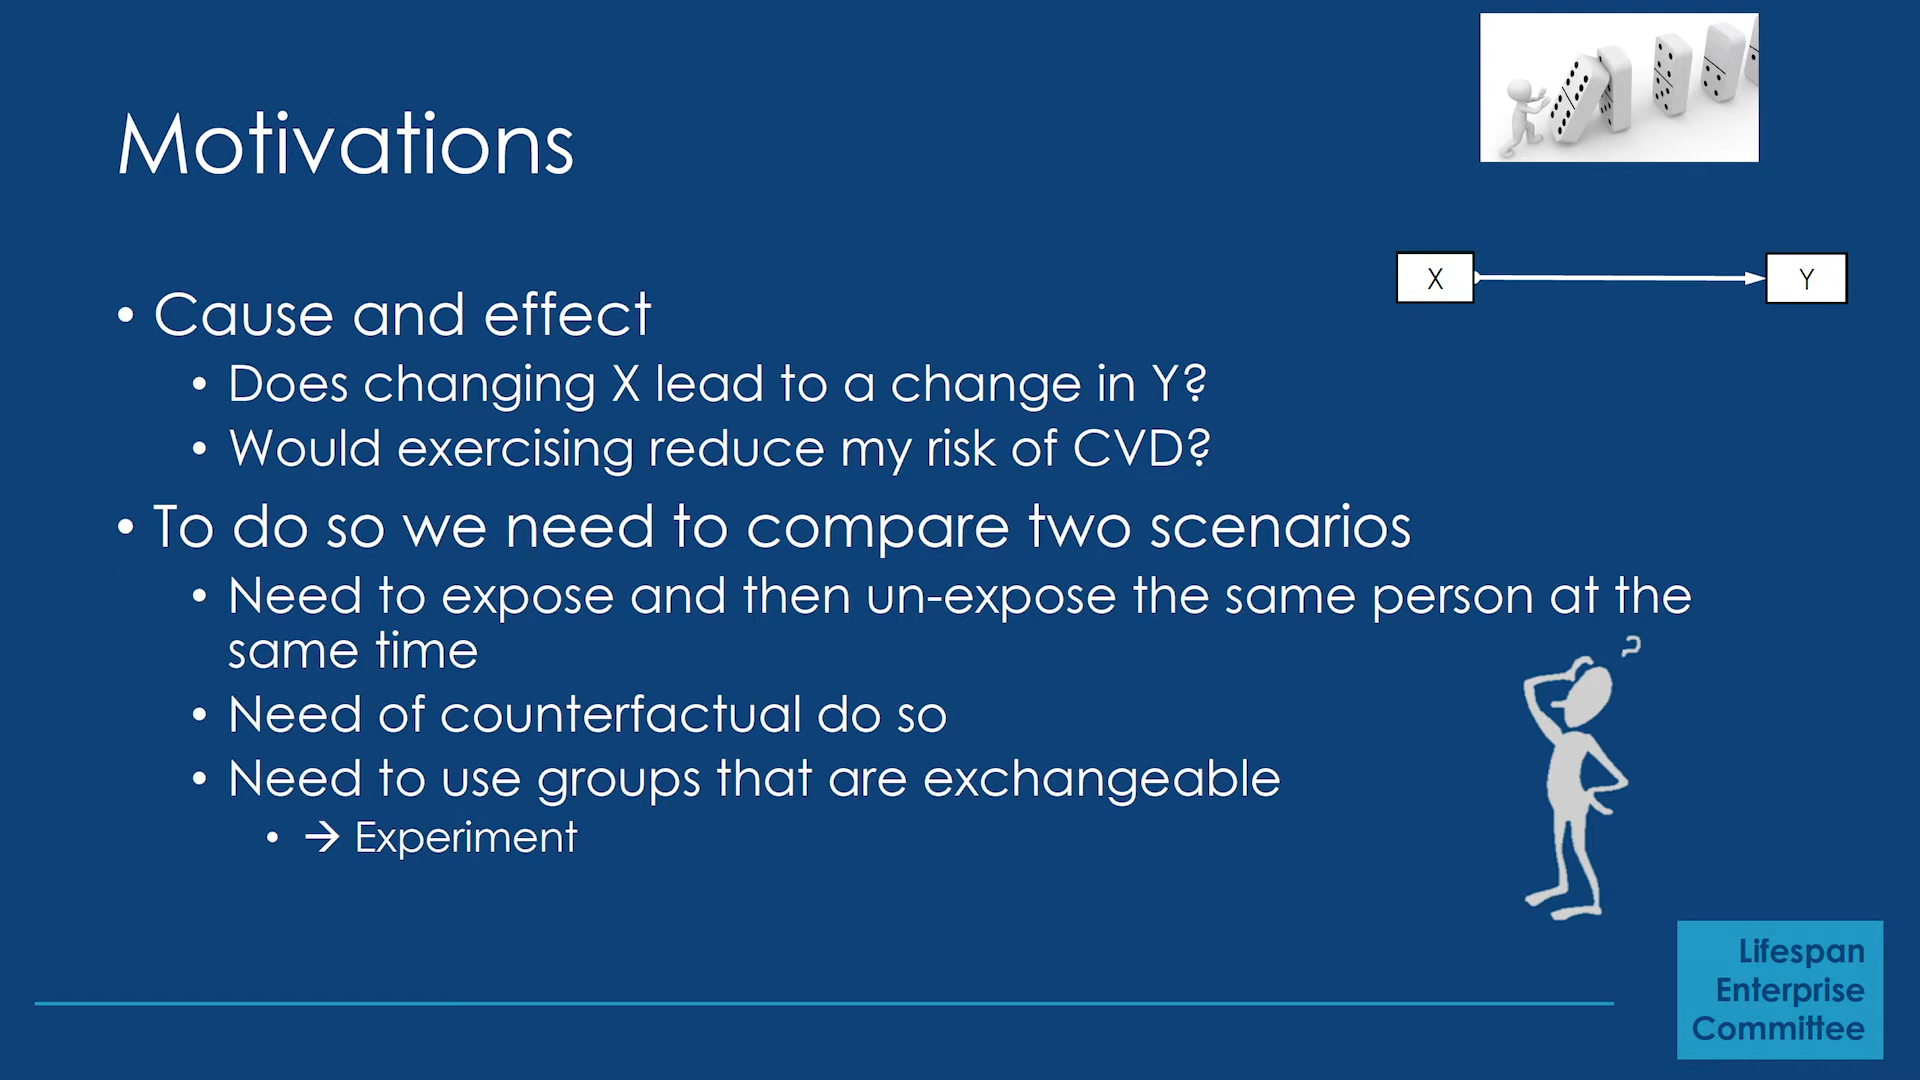 Motivations
X
Y
• Cause and effect
• Does changing X lead to a change in Y?
• Would exercising reduce my risk of CVD?
• To do so we need to compare two scenarios
• Need to expose and then un-expose the same person at the
same time
?
• Need of counterfactual do so
• Need to use groups that are exchangeable
• → Experiment
Lifespan
Enterprise
Committee